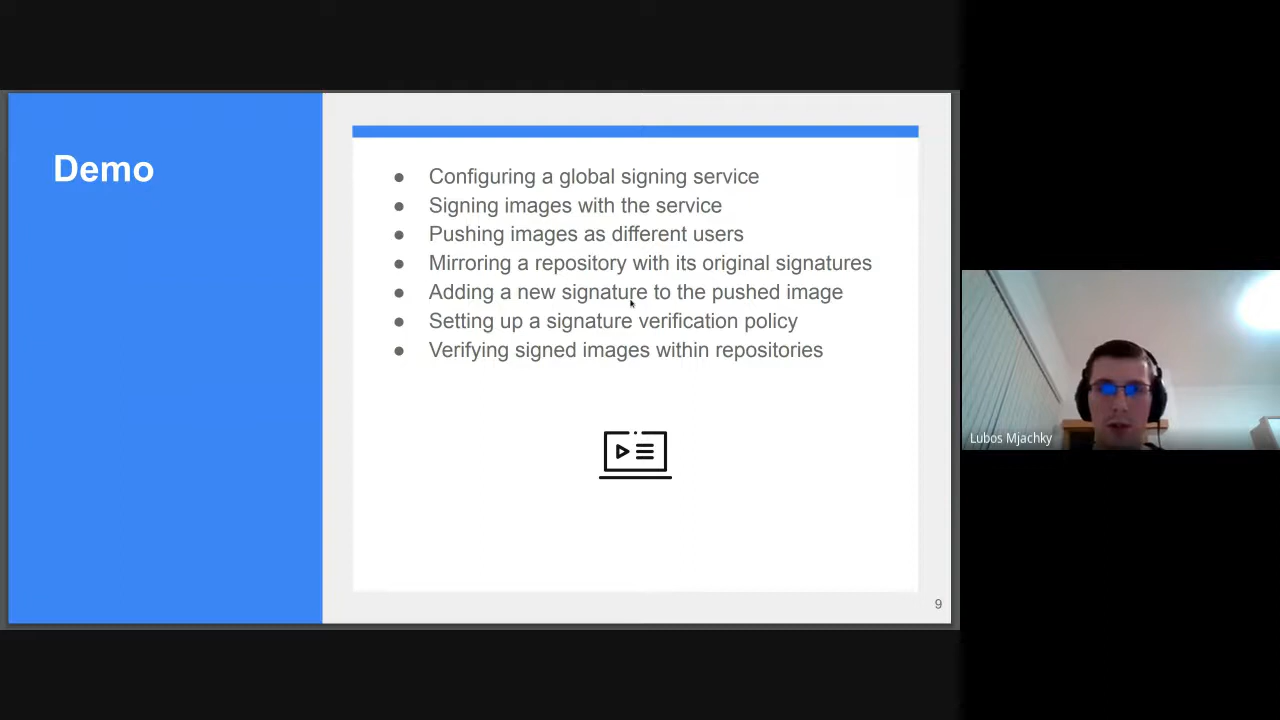 Demo
● Configuring a global signing service
● Signing images with the service
● Pushing images as different users
● Mirroring a repository with its original signatures
● Adding a new signature to the pushed image
● Setting up a signature verification policy
● Verifying signed images within repositories
9
Lubos Mjachky